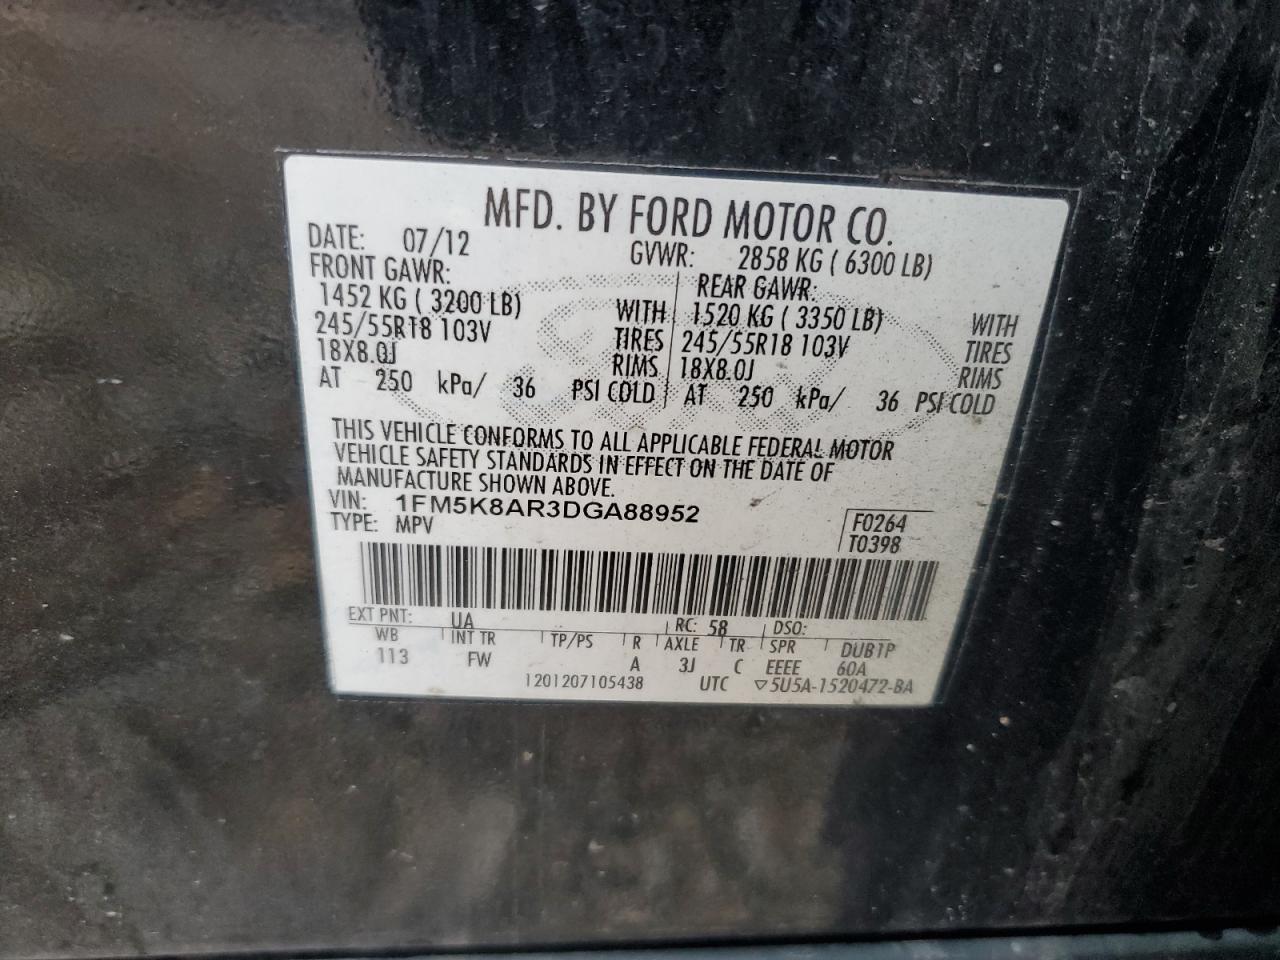 MFD. BY FORD MOTOR CO.
DATE: 07/12 GVWR: 2858 KG ( 6300 LB)
FRONT GAWR: REAR GAWR:
1452 KG ( 3200 LB) WITH 1520 KG ( 3350 LB) WITH
245/55R18 103V TIRES 245/55R18 103V TIRES
18X8.0J RIMS 18X8.0J RIMS
AT 250 kPa/ 36 PSI COLD AT 250 kPa/ 36 PSI COLD
THIS VEHICLE CONFORMS TO ALL APPLICABLE FEDERAL MOTOR
VEHICLE SAFETY STANDARDS IN EFFECT ON THE DATE OF
MANUFACTURE SHOWN ABOVE.
VIN: 1FM5K8AR3DGA88952
TYPE: MPV
F0264
T0398
EXT PNT: UA RC: 58 DSO:
WB INT TR TP/PS R AXLE TR SPR DUB1P
113 FW A 3J C EEEE 60A
1201207105438 UTC ▽5U5A-1520472-BA